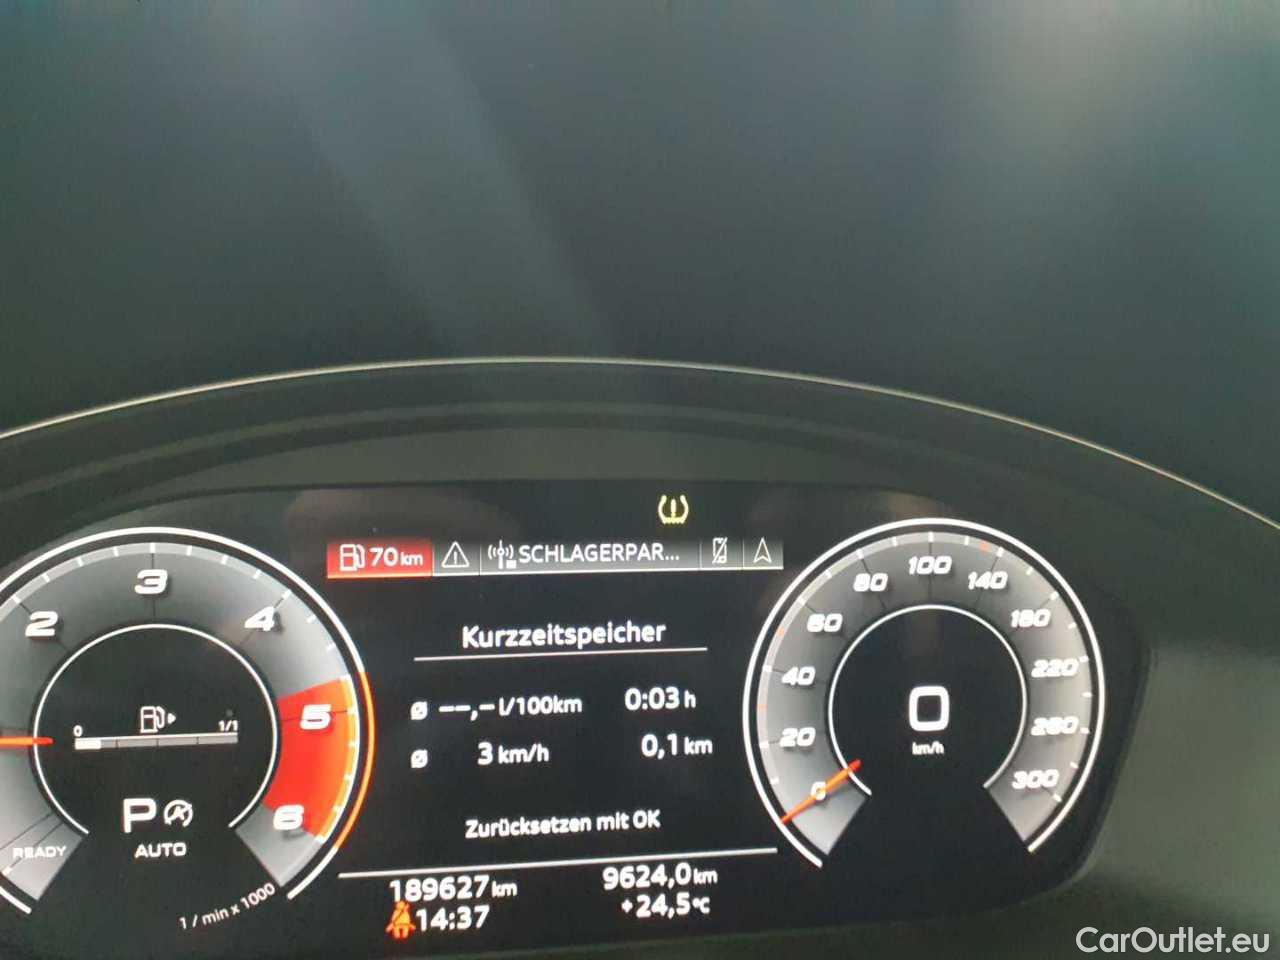 70 km SCHLAGERPAR...
Kurzzeitspeicher
ø --,- l/100km 0:03 h
ø 3 km/h 0,1 km
Zurücksetzen mit OK
189627 km 9624,0 km
14:37 +24,5 °C
2 3 4 5 6
0 1/1
P
AUTO
READY
1 / min x 1000
0 20 40 60 80 100 140 180 220 260 300
0
km/h
CarOutlet.eu